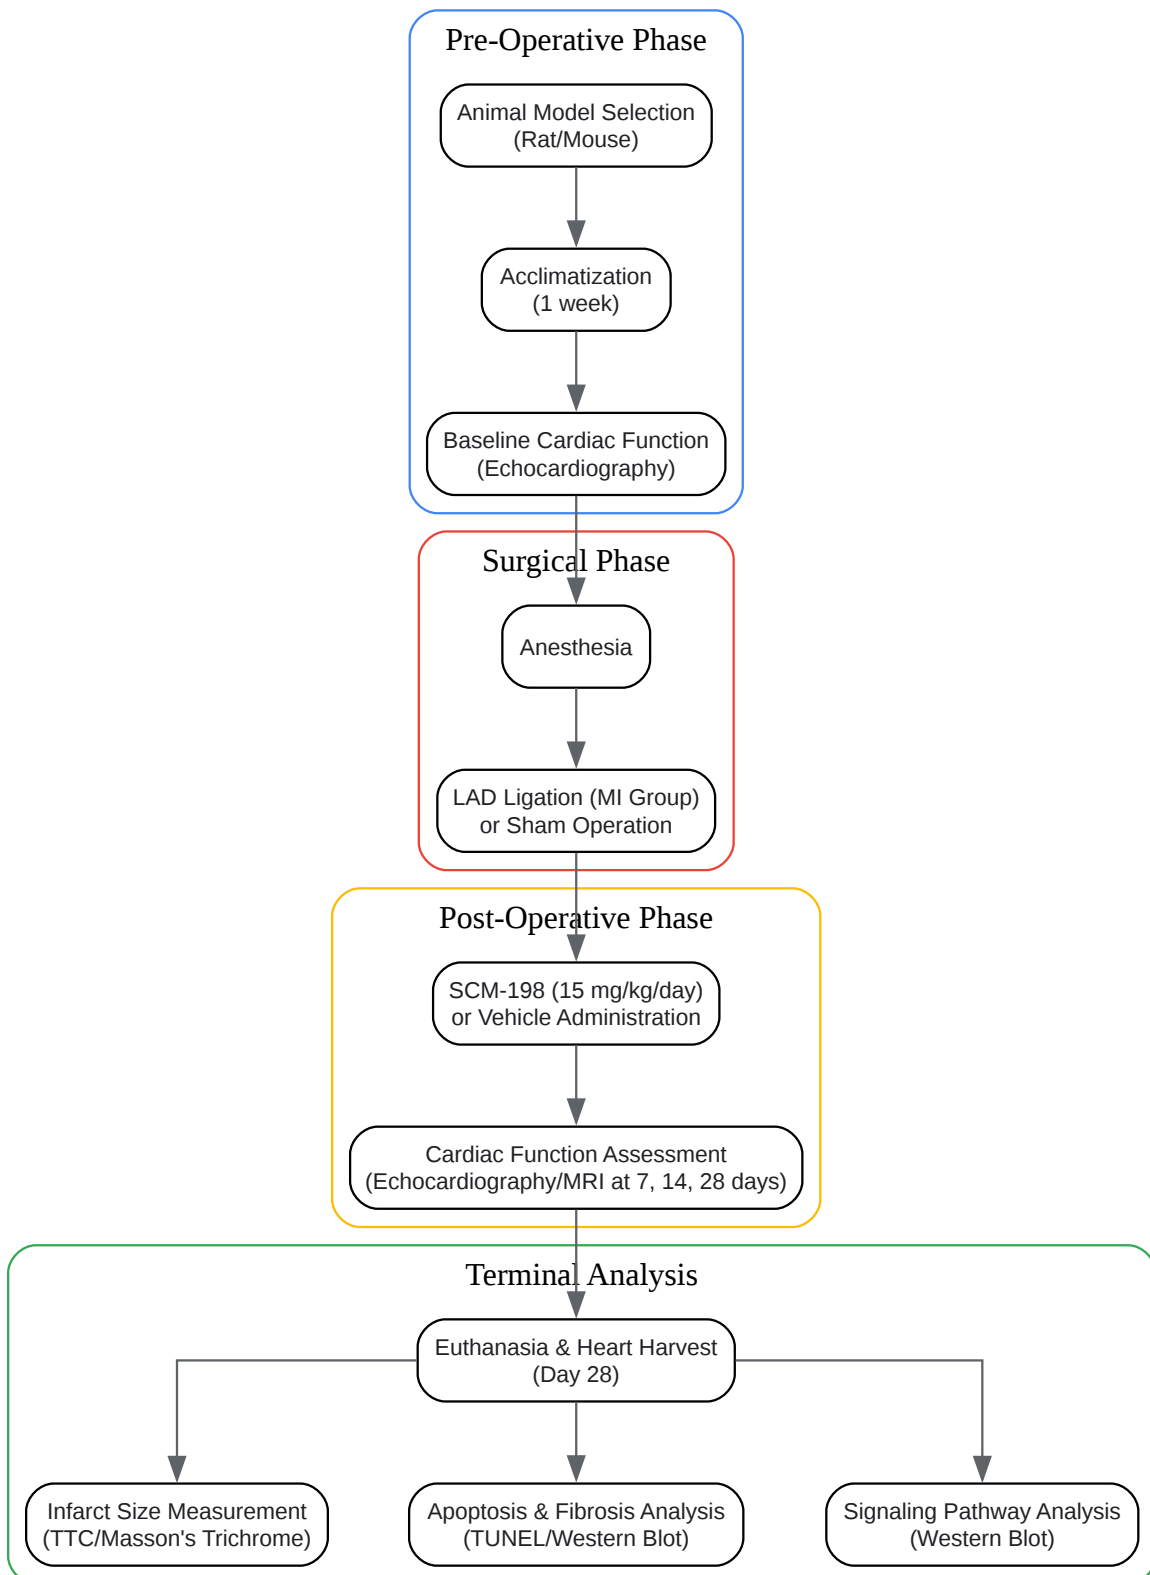 Pre-Operative Phase
Animal Model Selection
(Rat/Mouse)
Acclimatization
(1 week)
Baseline Cardiac Function
(Echocardiography)
Surgical Phase
Anesthesia
LAD Ligation (MI Group)
or Sham Operation
Post-Operative Phase
SCM-198 (15 mg/kg/day)
or Vehicle Administration
Cardiac Function Assessment
(Echocardiography/MRI at 7, 14, 28 days)
Terminal Analysis
Euthanasia & Heart Harvest
(Day 28)
Infarct Size Measurement
(TTC/Masson's Trichrome)
Apoptosis & Fibrosis Analysis
(TUNEL/Western Blot)
Signaling Pathway Analysis
(Western Blot)